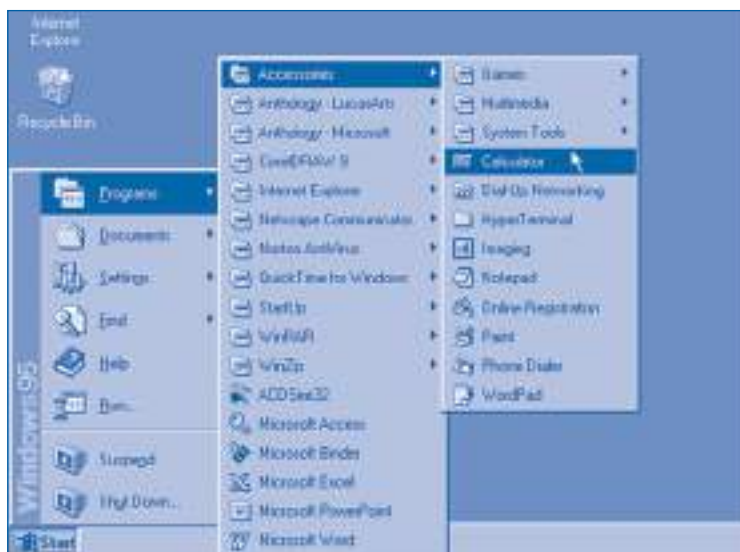 Internet
Explorer
Recycle Bin
Programs
Documents
Settings
Find
Help
Run...
Suspend
Shut Down...
Start
Windows95
Accessories
Anthology - LucasArts
Anthology - Microsoft
CorelDRAW 9
Internet Explorer
Netscape Communicator
Norton AntiVirus
QuickTime for Windows
StartUp
WinRAR
WinZip
ACDSee32
Microsoft Access
Microsoft Binder
Microsoft Excel
Microsoft PowerPoint
Microsoft Word
Games
Multimedia
System Tools
Calculator
Dial-Up Networking
HyperTerminal
Imaging
Notepad
Online Registration
Paint
Phone Dialer
WordPad